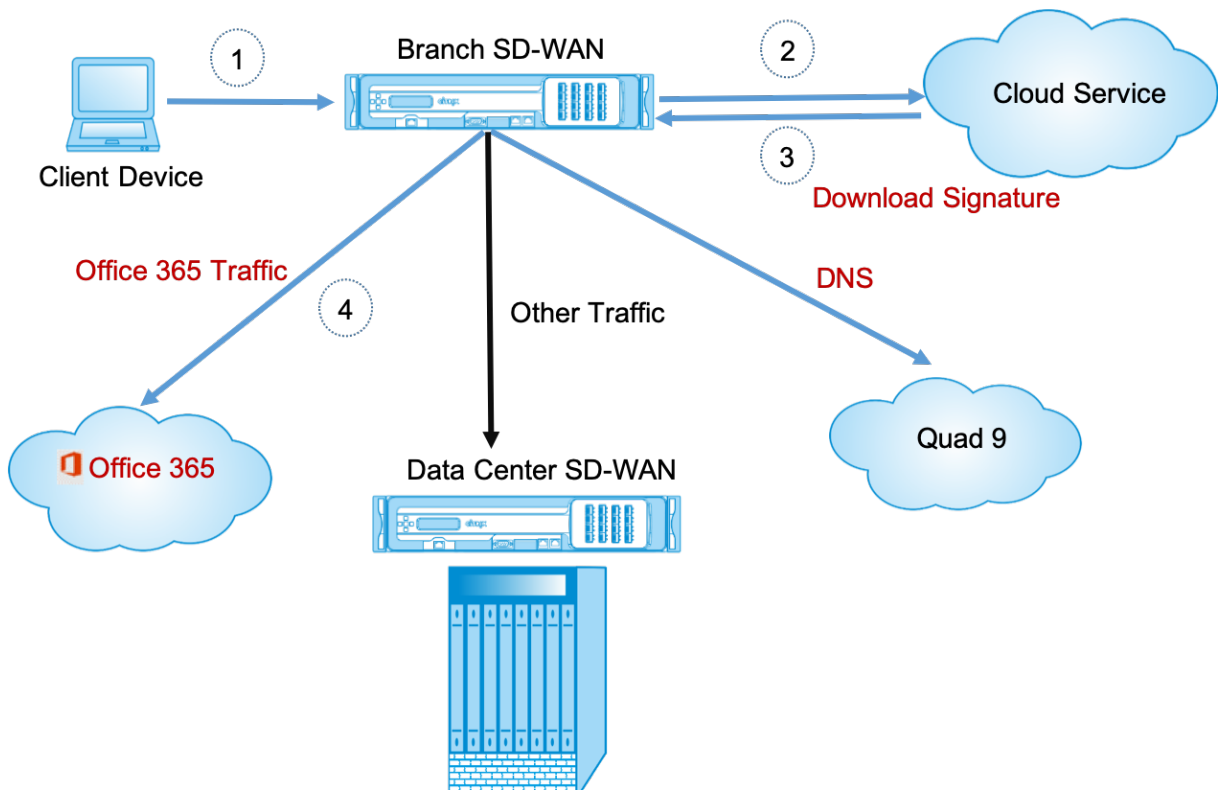 Branch SD-WAN
1
2
Cloud Service
Client Device
3
Download Signature
Office 365 Traffic
DNS
4
Other Traffic
Office 365
Quad 9
Data Center SD-WAN